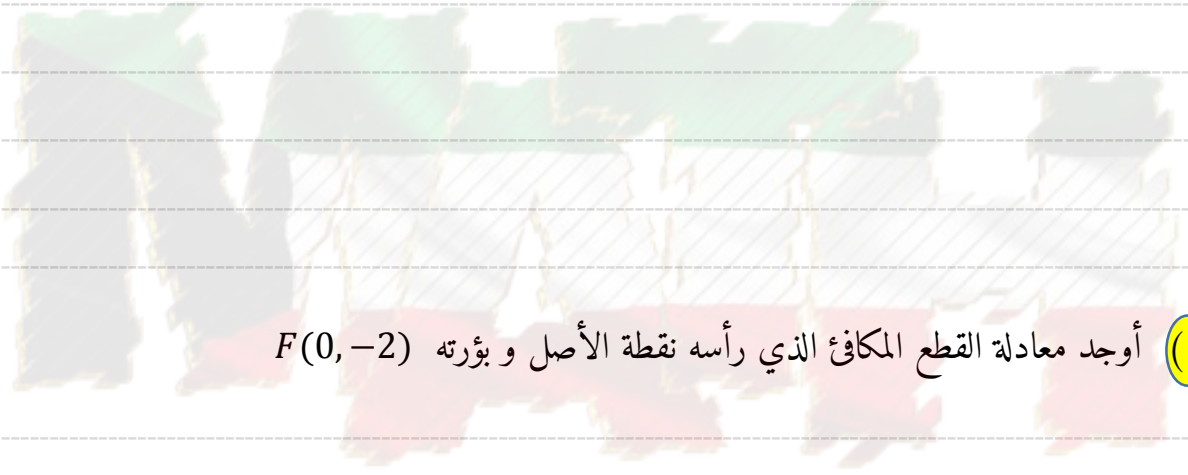 ( أوجد معادلة القطع المكافئ الذي رأسه نقطة الأصل و بؤرته F(0, −2)